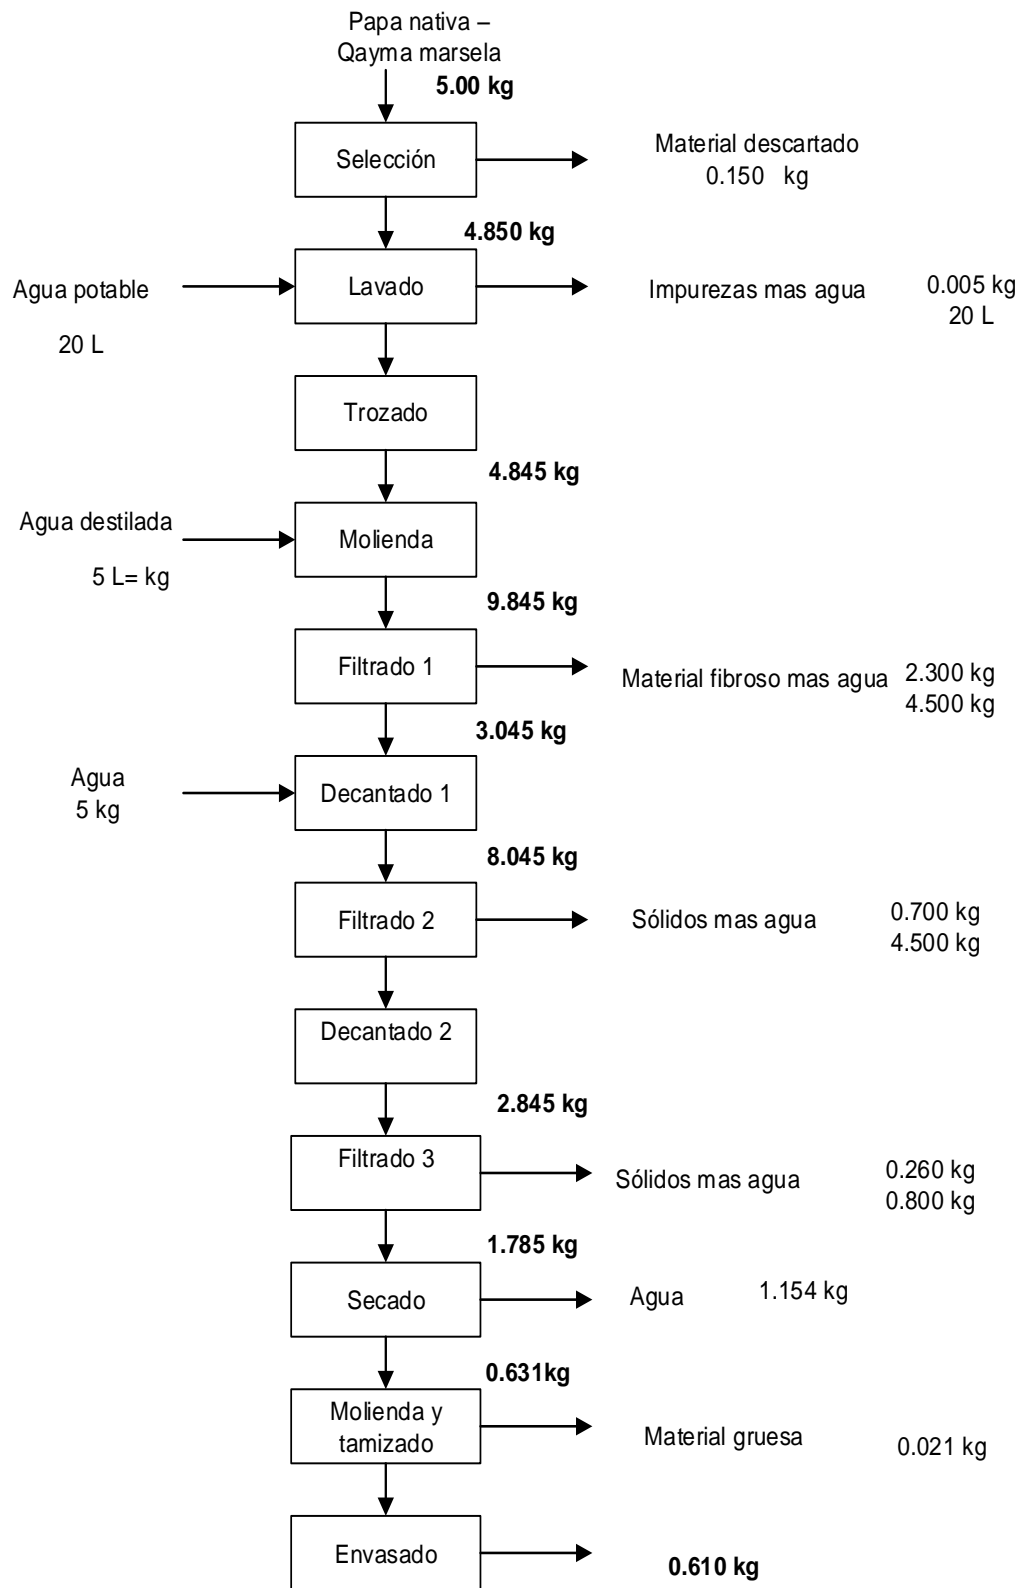 Papa nativa –
Qayma marsela
5.00 kg
Selección
Material descartado
0.150 kg
4.850 kg
Agua potable
20 L
Lavado
Impurezas mas agua
0.005 kg
20 L
Trozado
4.845 kg
Agua destilada
5 L= kg
Molienda
9.845 kg
Filtrado 1
Material fibroso mas agua
2.300 kg
4.500 kg
3.045 kg
Agua
5 kg
Decantado 1
8.045 kg
Filtrado 2
Sólidos mas agua
0.700 kg
4.500 kg
Decantado 2
2.845 kg
Filtrado 3
Sólidos mas agua
0.260 kg
0.800 kg
1.785 kg
Secado
Agua
1.154 kg
0.631kg
Molienda y
tamizado
Material gruesa
0.021 kg
Envasado
0.610 kg